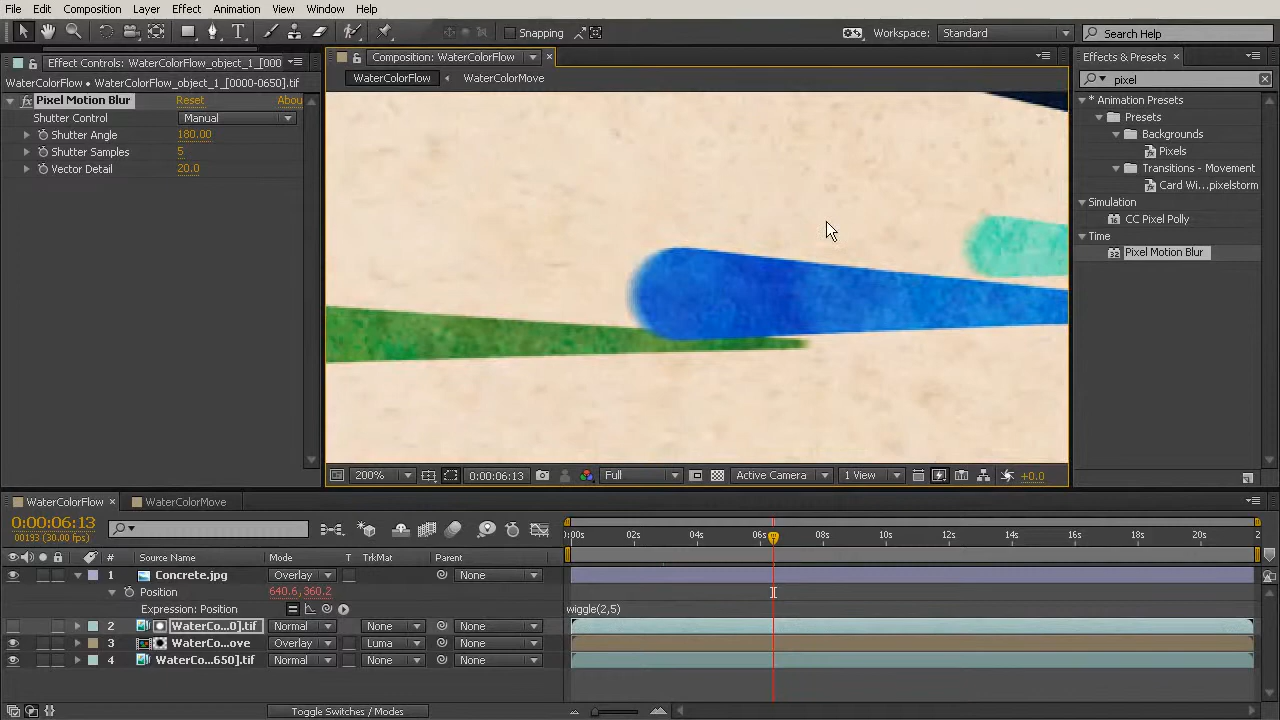 File Edit Composition Layer Effect Animation View Window Help
Snapping Workspace: Standard Search Help
Effect Controls: WaterColorFlow_object_1_[000
WaterColorFlow • WaterColorFlow_object_1_[0000-0650].tif
fx Pixel Motion Blur Reset Abou
Shutter Control Manual
Shutter Angle 180.00
Shutter Samples 5
Vector Detail 20.0
Composition: WaterColorFlow
WaterColorFlow WaterColorMove
200% 0:00:06:13 Full Active Camera 1 View +0.0
Effects & Presets
pixel
* Animation Presets
Presets
Backgrounds
Pixels
Transitions - Movement
Card Wi...pixelstorm
Simulation
CC Pixel Polly
Time
Pixel Motion Blur
WaterColorFlow WaterColorMove
0:00:06:13
00193 (30.00 fps)
:00s 02s 04s 06s 08s 10s 12s 14s 16s 18s 20s 2
# Source Name Mode T TrkMat Parent
1 Concrete.jpg Overlay None
Position 640.6,360.2
Expression: Position wiggle(2,5)
2 WaterCo...0].tif Normal None None
3 WaterCo...ove Overlay Luma None
4 WaterCo...650].tif Normal None None
Toggle Switches / Modes